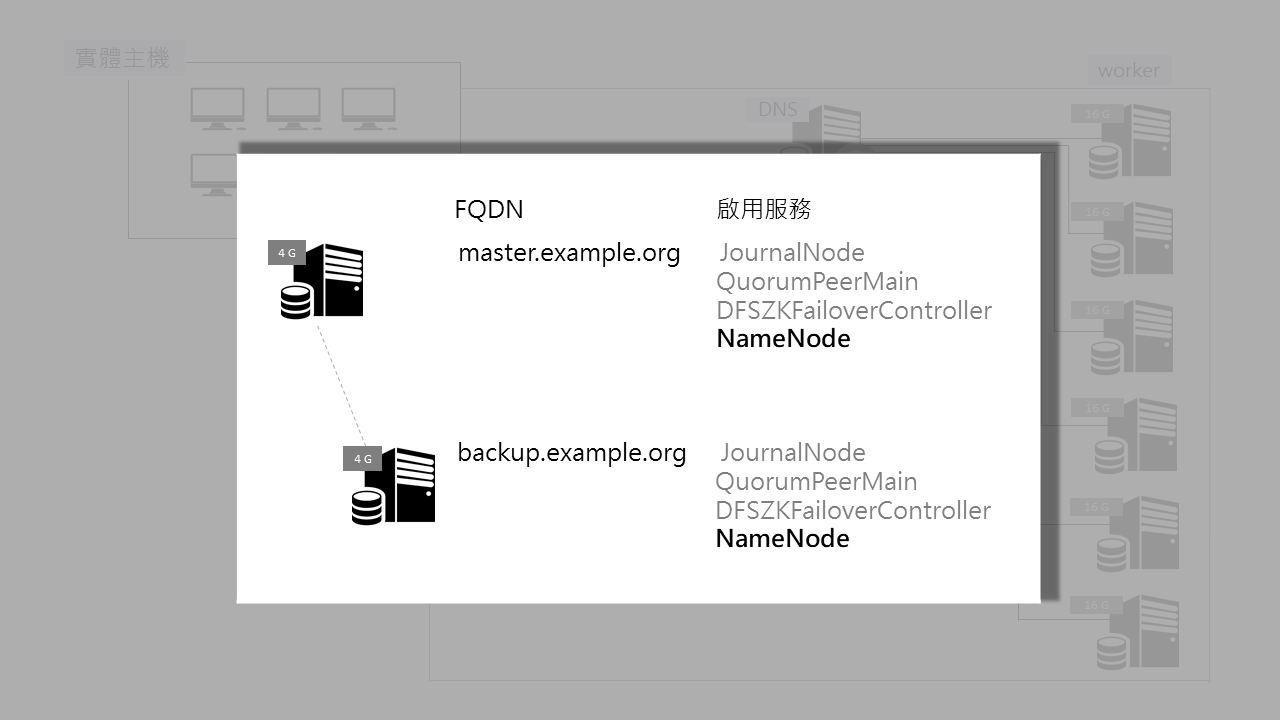 實體主機
worker
DNS
16 G
16 G
16 G
16 G
16 G
16 G
FQDN
啟用服務
4 G
master.example.org
JournalNode
QuorumPeerMain
DFSZKFailoverController
NameNode
4 G
backup.example.org
JournalNode
QuorumPeerMain
DFSZKFailoverController
NameNode